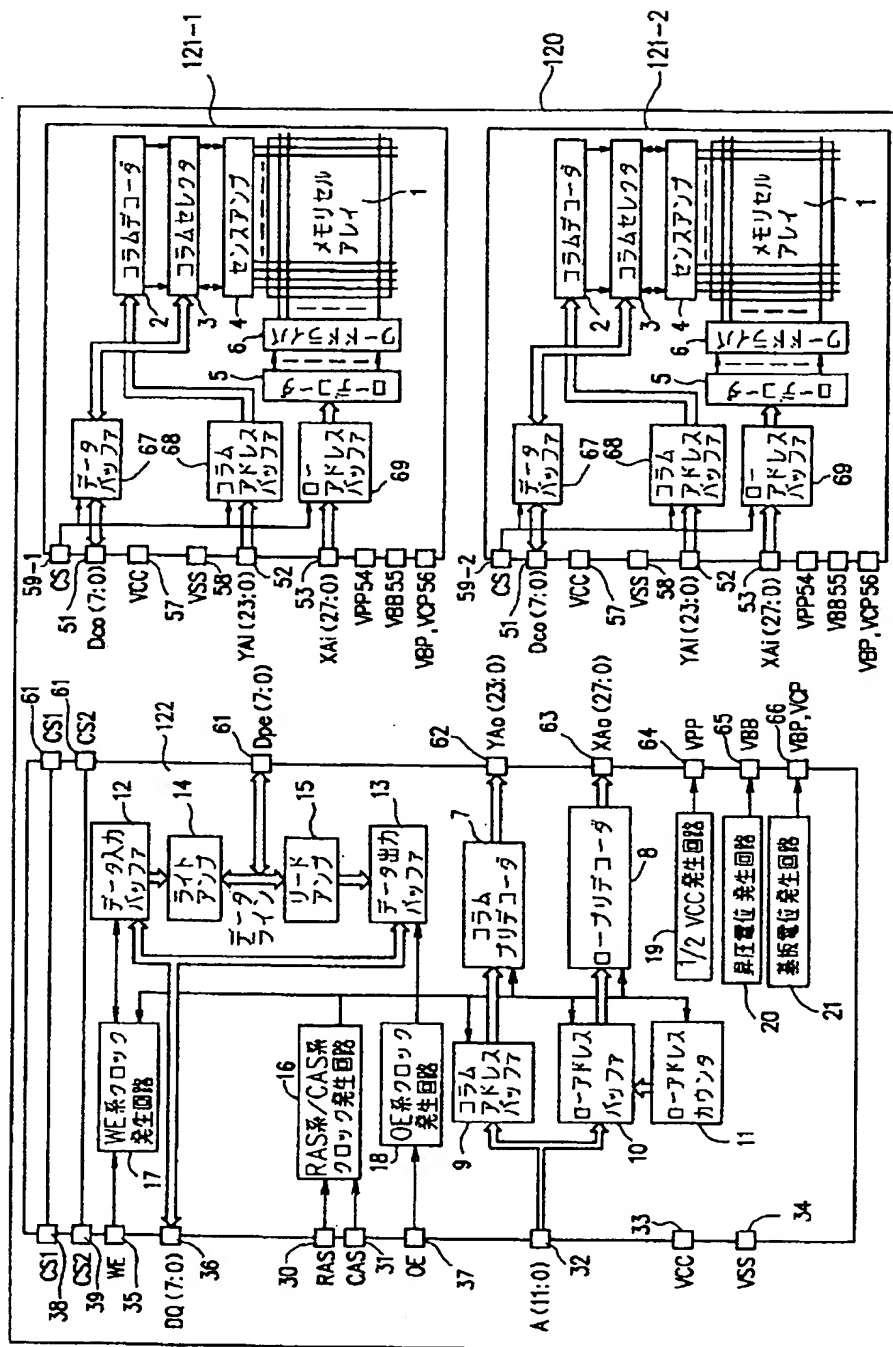 38
CS1
CS1
61
39
CS2
CS2
61
122
35
WE
17
WE系クロック
発生回路
データ入力
バッファ
12
ライト
アンプ
14
データ
ライン
61
Dpe (7:0)
リード
アンプ
15
データ出力
バッファ
13
36
DQ (7:0)
16
RAS系/CAS系
クロック発生回路
30
RAS
31
CAS
18
OE系クロック
発生回路
37
OE
9
コラム
アドレス
バッファ
コラム
プリデコーダ
7
62
YAo (23:0)
32
A (11:0)
10
ローアドレス
バッファ
ロープリデコーダ
8
63
XAo (27:0)
11
ローアドレス
カウンタ
33
VCC
34
VSS
19
1/2 VCC 発生回路
64
VPP
20
昇圧電位発生回路
65
VBB
21
基板電位発生回路
66
VBP, VCP
120
121-1
59-1
CS
51
Dco (7:0)
VCC
57
VSS
58
YAi (23:0)
52
53
XAi (27:0)
VPP54
VBB55
VBP, VCP56
データ
バッファ
67
68
コラム
アドレス
バッファ
ロー
アドレス
バッファ
69
コラムデコーダ
2
コラムセレクタ
3
センスアンプ
4
5
ローデコーダ
6
ワードドライバ
メモリセル
アレイ
1
121-2
59-2
CS
51
Dco (7:0)
VCC
57
VSS
58
YAi (23:0)
52
53
XAi (27:0)
VPP54
VBB55
VBP, VCP56
データ
バッファ
67
68
コラム
アドレス
バッファ
ロー
アドレス
バッファ
69
コラムデコーダ
2
コラムセレクタ
3
センスアンプ
4
5
ローデコーダ
6
ワードドライバ
メモリセル
アレイ
1